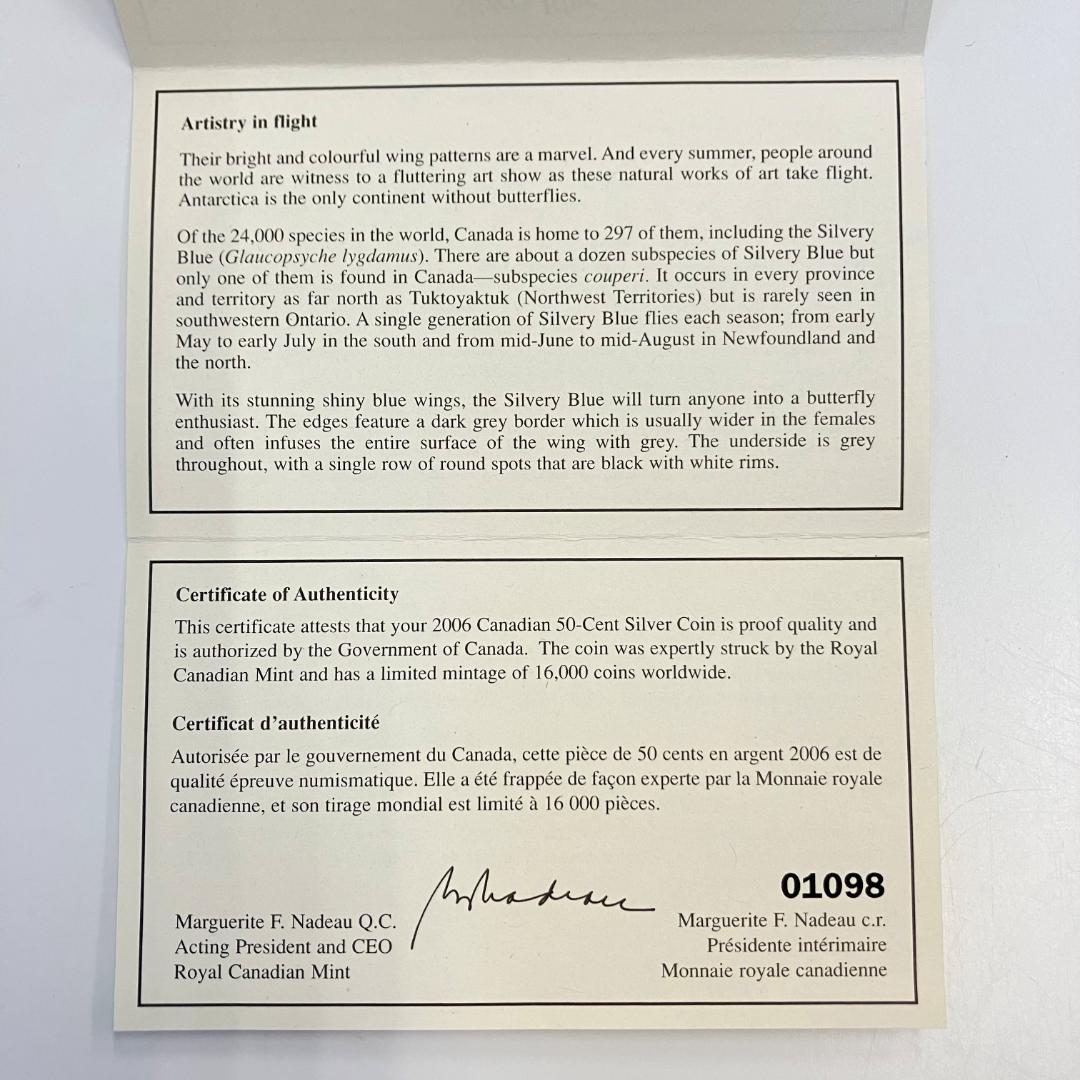 Artistry in flight
Their bright and colourful wing patterns are a marvel. And every summer, people around
the world are witness to a fluttering art show as these natural works of art take flight.
Antarctica is the only continent without butterflies.
Of the 24,000 species in the world, Canada is home to 297 of them, including the Silvery
Blue (Glaucopsyche lygdamus). There are about a dozen subspecies of Silvery Blue but
only one of them is found in Canada—subspecies couperi. It occurs in every province
and territory as far north as Tuktoyaktuk (Northwest Territories) but is rarely seen in
southwestern Ontario. A single generation of Silvery Blue flies each season; from early
May to early July in the south and from mid-June to mid-August in Newfoundland and
the north.
With its stunning shiny blue wings, the Silvery Blue will turn anyone into a butterfly
enthusiast. The edges feature a dark grey border which is usually wider in the females
and often infuses the entire surface of the wing with grey. The underside is grey
throughout, with a single row of round spots that are black with white rims.
Certificate of Authenticity
This certificate attests that your 2006 Canadian 50-Cent Silver Coin is proof quality and
is authorized by the Government of Canada. The coin was expertly struck by the Royal
Canadian Mint and has a limited mintage of 16,000 coins worldwide.
Certificat d'authenticité
Autorisée par le gouvernement du Canada, cette pièce de 50 cents en argent 2006 est de
qualité épreuve numismatique. Elle a été frappée de façon experte par la Monnaie royale
canadienne, et son tirage mondial est limité à 16 000 pièces.
01098
Marguerite F. Nadeau Q.C.
Acting President and CEO
Royal Canadian Mint
Marguerite F. Nadeau c.r.
Présidente intérimaire
Monnaie royale canadienne